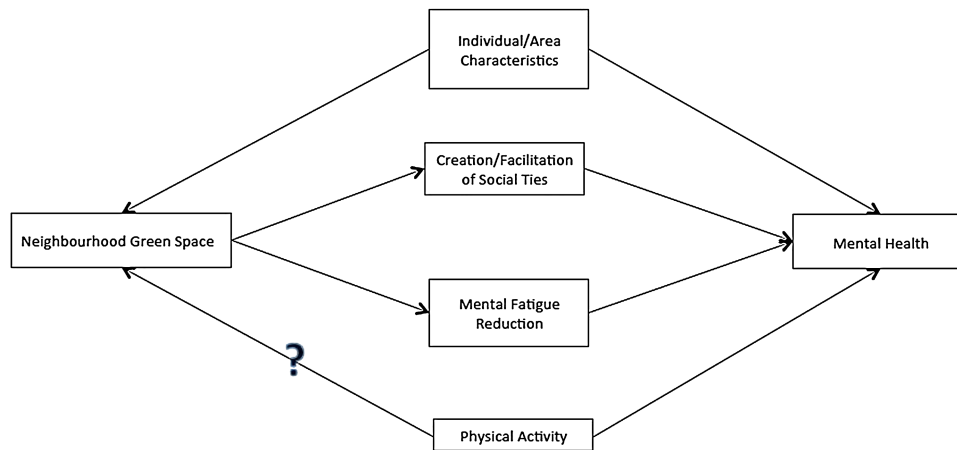 Individual/Area
Characteristics
Creation/Facilitation
of Social Ties
Neighbourhood Green Space
Mental Health
Mental Fatigue
Reduction
?
Physical Activity